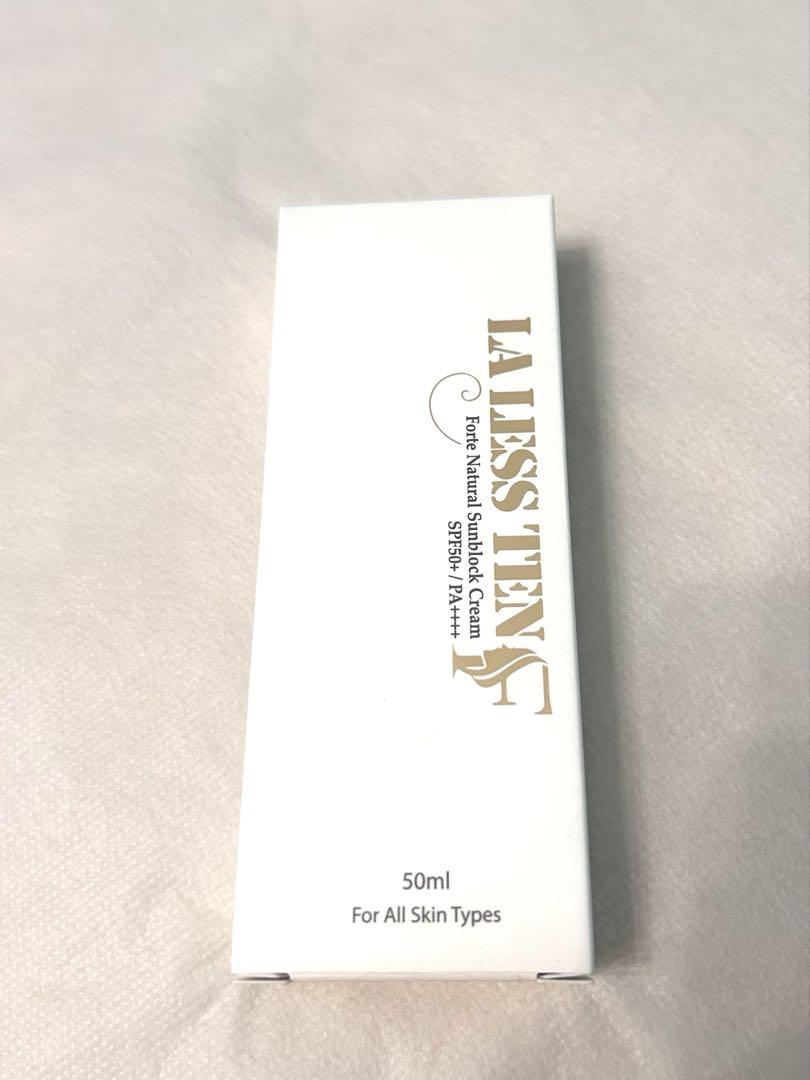 LA LESS TEN
Forte Natural Sunblock Cream
SPF50+ / PA++++
50ml
For All Skin Types